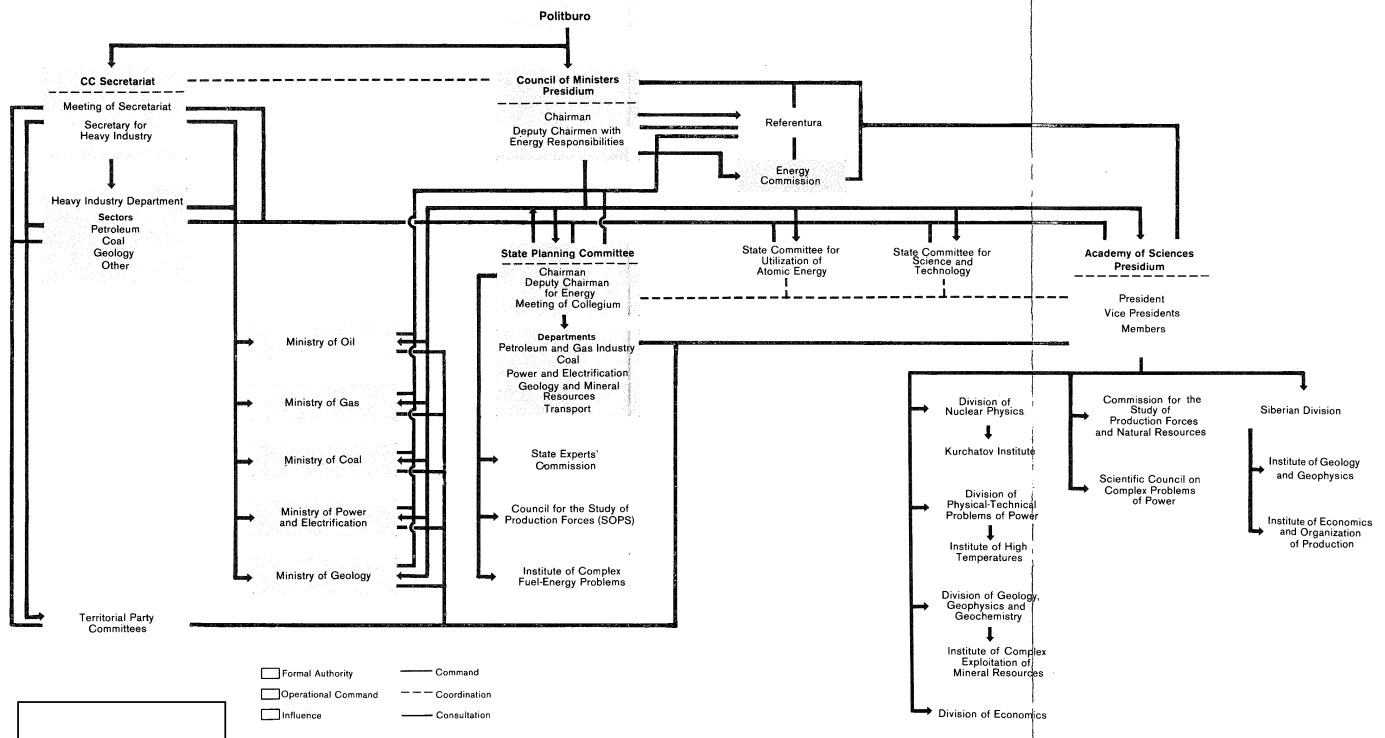 Politburo
CC Secretariat
Meeting of Secretariat
Secretary for
Heavy Industry
Heavy Industry Department
Sectors
Petroleum
Coal
Geology
Other
Council of Ministers
Presidium
Chairman
Deputy Chairmen with
Energy Responsibilities
Referentura
Energy
Commission
State Planning Committee
Chairman
Deputy Chairman
for Energy
Meeting of Collegium
Departments
Petroleum and Gas Industry
Coal
Power and Electrification
Geology and Mineral
Resources
Transport
State Experts'
Commission
Council for the Study of
Production Forces (SOPS)
Institute of Complex
Fuel-Energy Problems
State Committee for
Utilization of
Atomic Energy
State Committee for
Science and
Technology
Academy of Sciences
Presidium
President
Vice Presidents
Members
Ministry of Oil
Ministry of Gas
Ministry of Coal
Ministry of Power
and Electrification
Ministry of Geology
Territorial Party
Committees
Division of
Nuclear Physics
Kurchatov Institute
Division of
Physical-Technical
Problems of Power
Institute of High
Temperatures
Division of Geology,
Geophysics and
Geochemistry
Institute of Complex
Exploitation of
Mineral Resources
Division of Economics
Commission for the
Study of
Production Forces
and Natural Resources
Scientific Council on
Complex Problems
of Power
Siberian Division
Institute of Geology
and Geophysics
Institute of Economics
and Organization
of Production
Formal Authority
Operational Command
Influence
Command
Coordination
Consultation